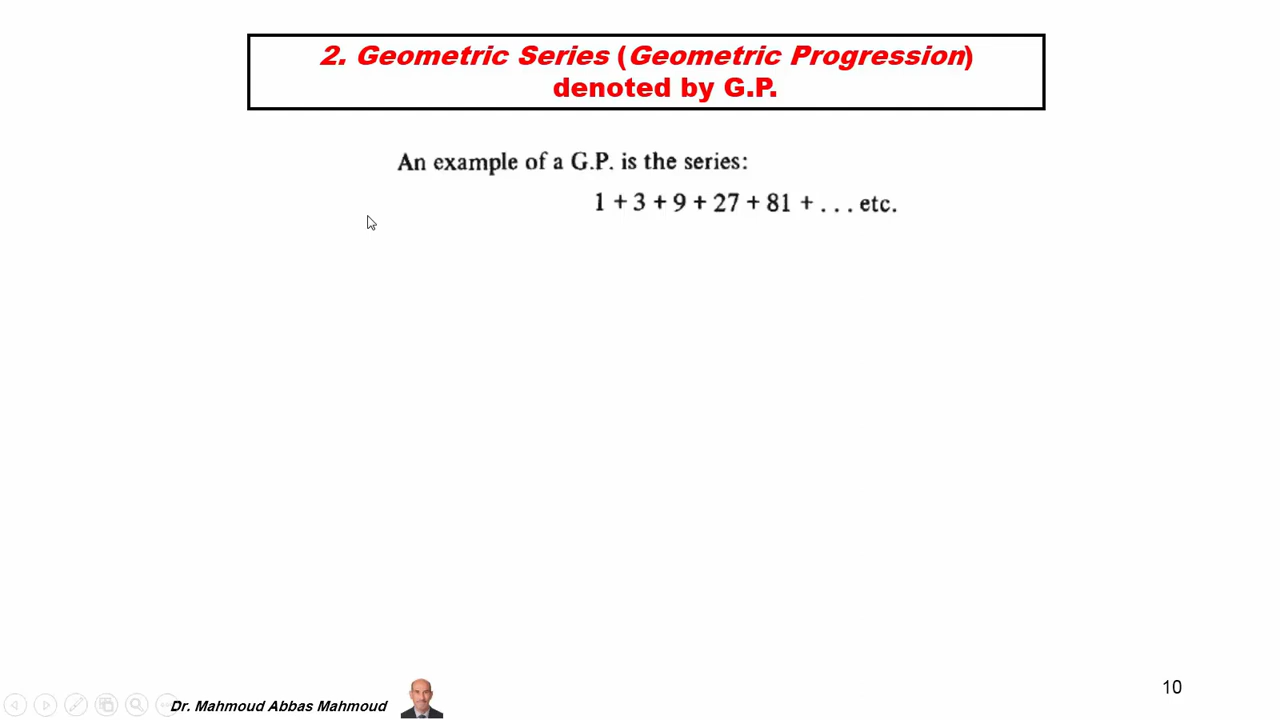 2. Geometric Series (Geometric Progression)
denoted by G.P.
An example of a G.P. is the series:
1 + 3 + 9 + 27 + 81 + . . . etc.
Dr. Mahmoud Abbas Mahmoud
10